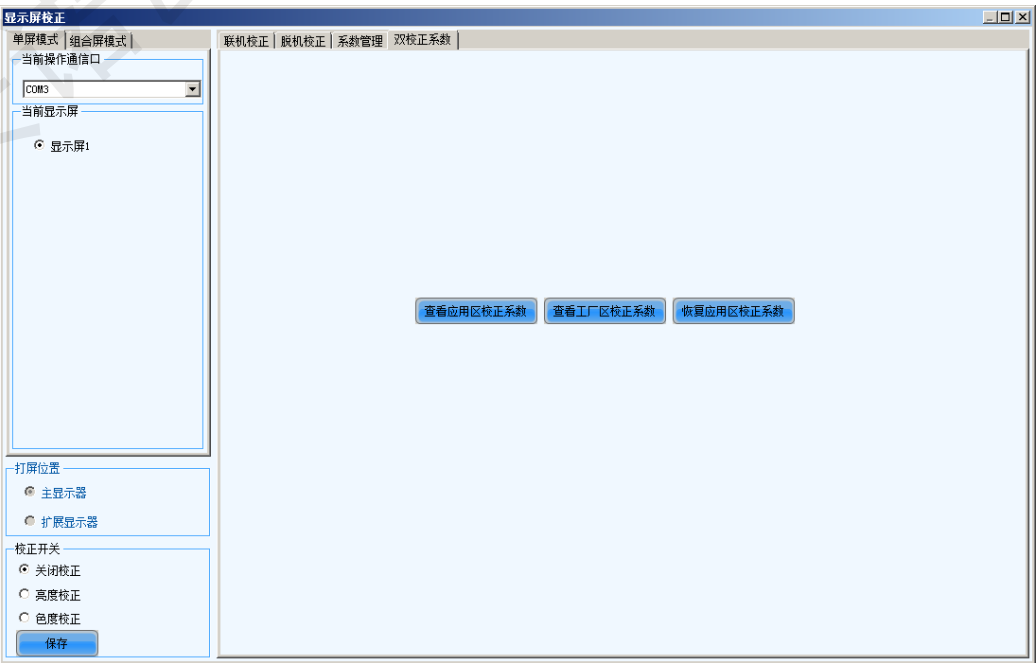 显示屏校正
单屏模式 组合屏模式
联机校正 脱机校正 系数管理 双校正系数
当前操作通信口
COM3
当前显示屏
显示屏1
查看应用区校正系数 查看工厂区校正系数 恢复应用区校正系数
打屏位置
主显示器
扩展显示器
校正开关
关闭校正
亮度校正
色度校正
保存